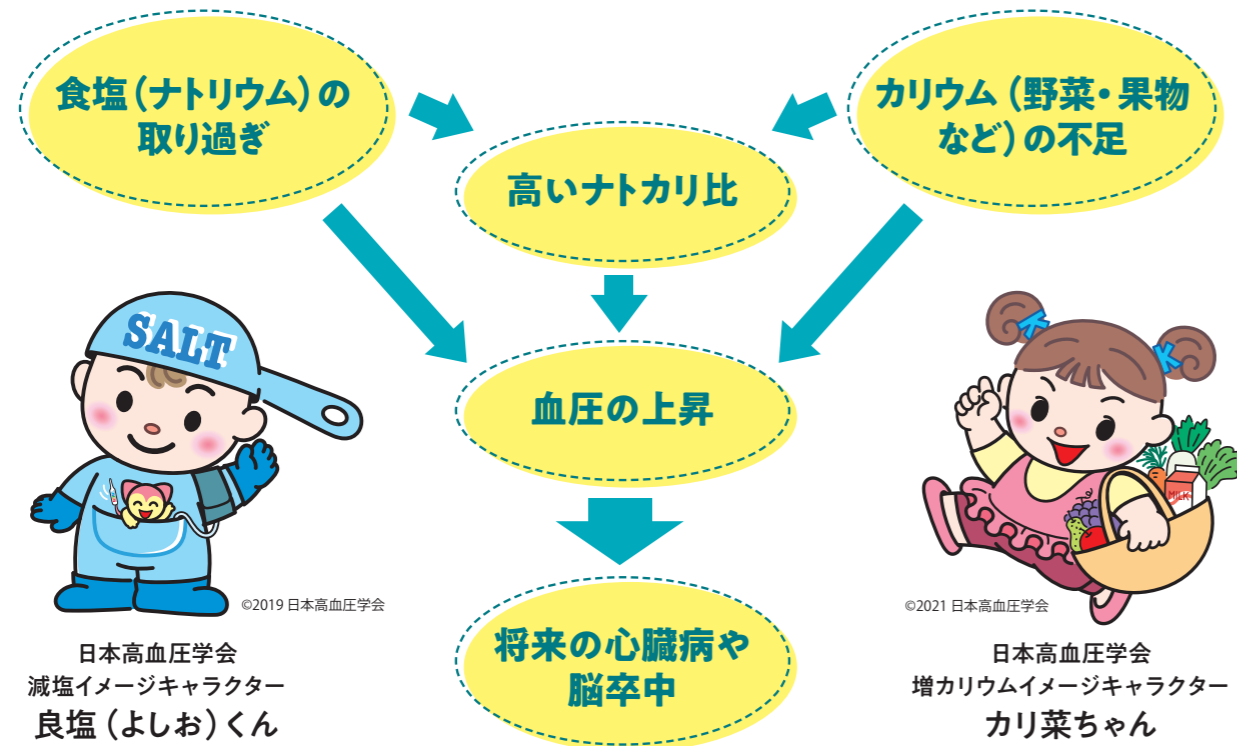 食塩（ナトリウム）の
取り過ぎ
カリウム（野菜・果物
など）の不足
高いナトカリ比
血圧の上昇
将来の心臓病や
脳卒中
SALT
©2019 日本高血圧学会
日本高血圧学会
減塩イメージキャラクター
良塩（よしお）くん
K
K
MILK
©2021 日本高血圧学会
日本高血圧学会
増カリウムイメージキャラクター
カリ菜ちゃん